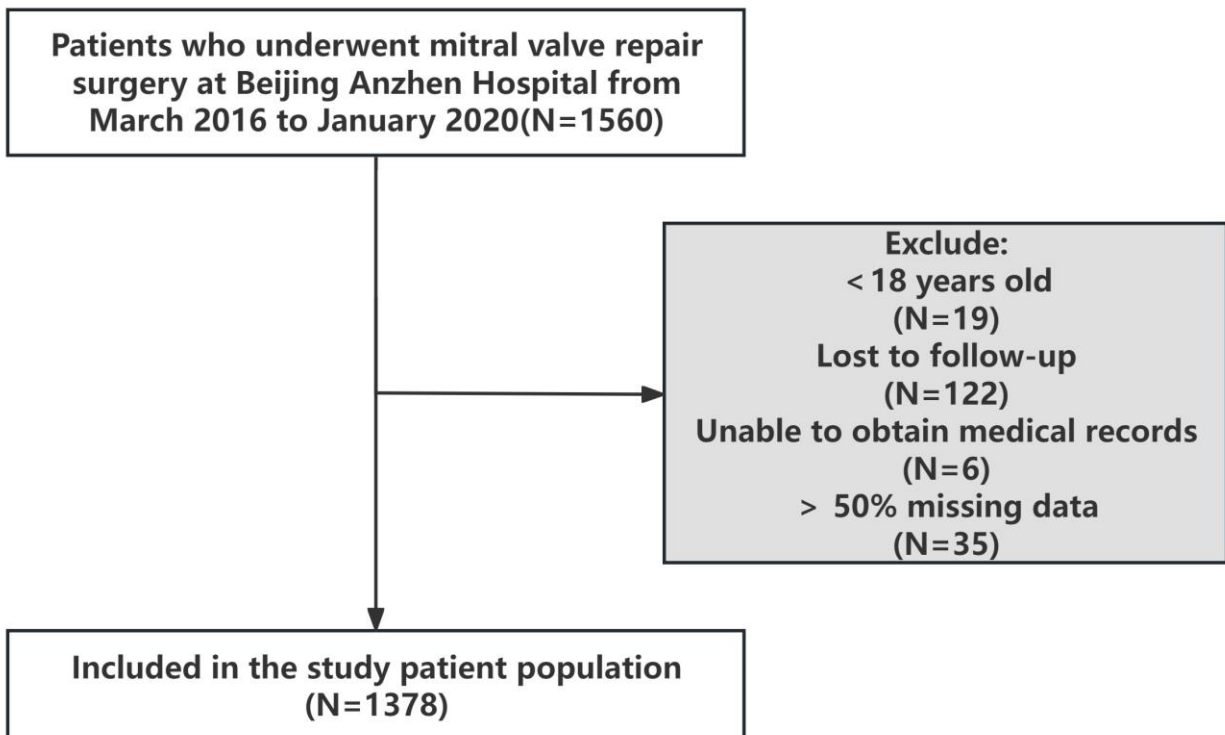 Patients who underwent mitral valve repair
surgery at Beijing Anzhen Hospital from
March 2016 to January 2020(N=1560)
Exclude:
<18 years old
(N=19)
Lost to follow-up
(N=122)
Unable to obtain medical records
(N=6)
> 50% missing data
(N=35)
Included in the study patient population
(N=1378)